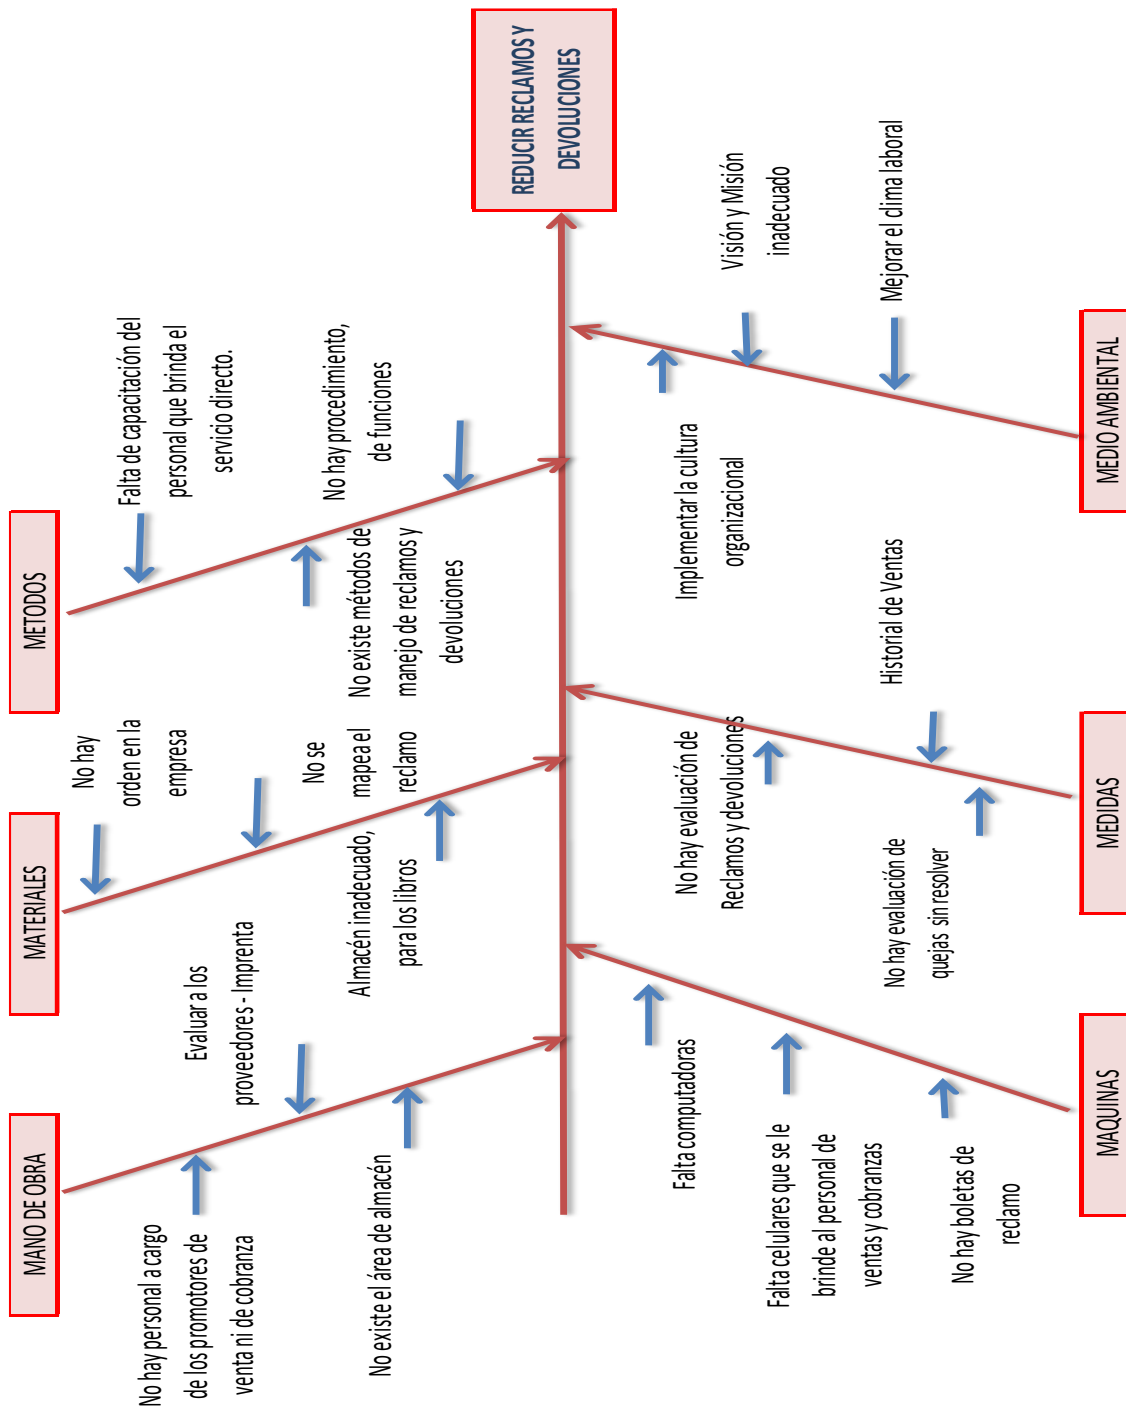 MANO DE OBRA
MATERIALES
METODOS
No hay personal a cargo
de los promotores de
venta ni de cobranza
Evaluar a los
proveedores - Imprenta
No existe el área de almacén
No hay
orden en la
empresa
No se
mapea el
reclamo
Almacén inadecuado,
para los libros
Falta de capacitación del
personal que brinda el
servicio directo.
No hay procedimiento,
de funciones
No existe métodos de
manejo de reclamos y
devoluciones
REDUCIR RECLAMOS Y
DEVOLUCIONES
Falta computadoras
Falta celulares que se le
brinde al personal de
ventas y cobranzas
No hay boletas de
reclamo
No hay evaluación de
Reclamos y devoluciones
Historial de Ventas
No hay evaluación de
quejas sin resolver
Implementar la cultura
organizacional
Visión y Misión
inadecuado
Mejorar el clima laboral
MAQUINAS
MEDIDAS
MEDIO AMBIENTAL